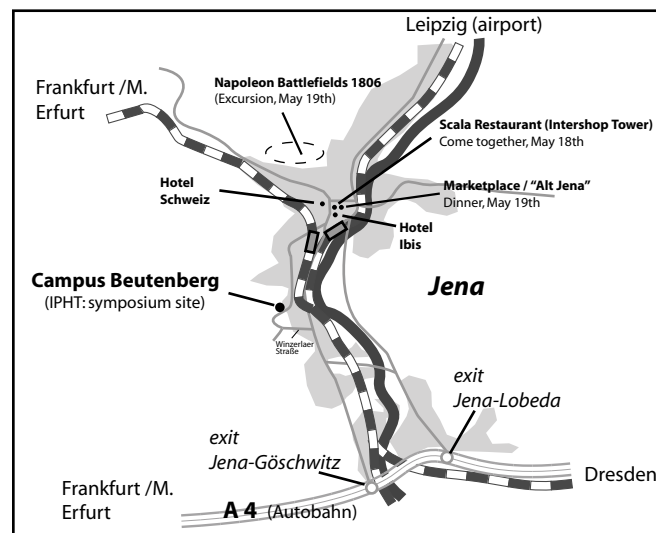 Leipzig (airport)
Frankfurt /M.
Erfurt
Napoleon Battlefields 1806
(Excursion, May 19th)
Scala Restaurant (Intershop Tower)
Come together, May 18th
Hotel
Schweiz
Marketplace / “Alt Jena”
Dinner, May 19th
Hotel
Ibis
Campus Beutenberg
(IPHT: symposium site)
Jena
Winzerlaer
Straße
exit
Jena-Lobeda
exit
Jena-Göschwitz
Dresden
Frankfurt /M.
Erfurt
A 4 (Autobahn)